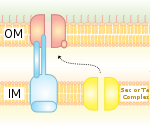 OM
IM
Sec or Ta
Complex